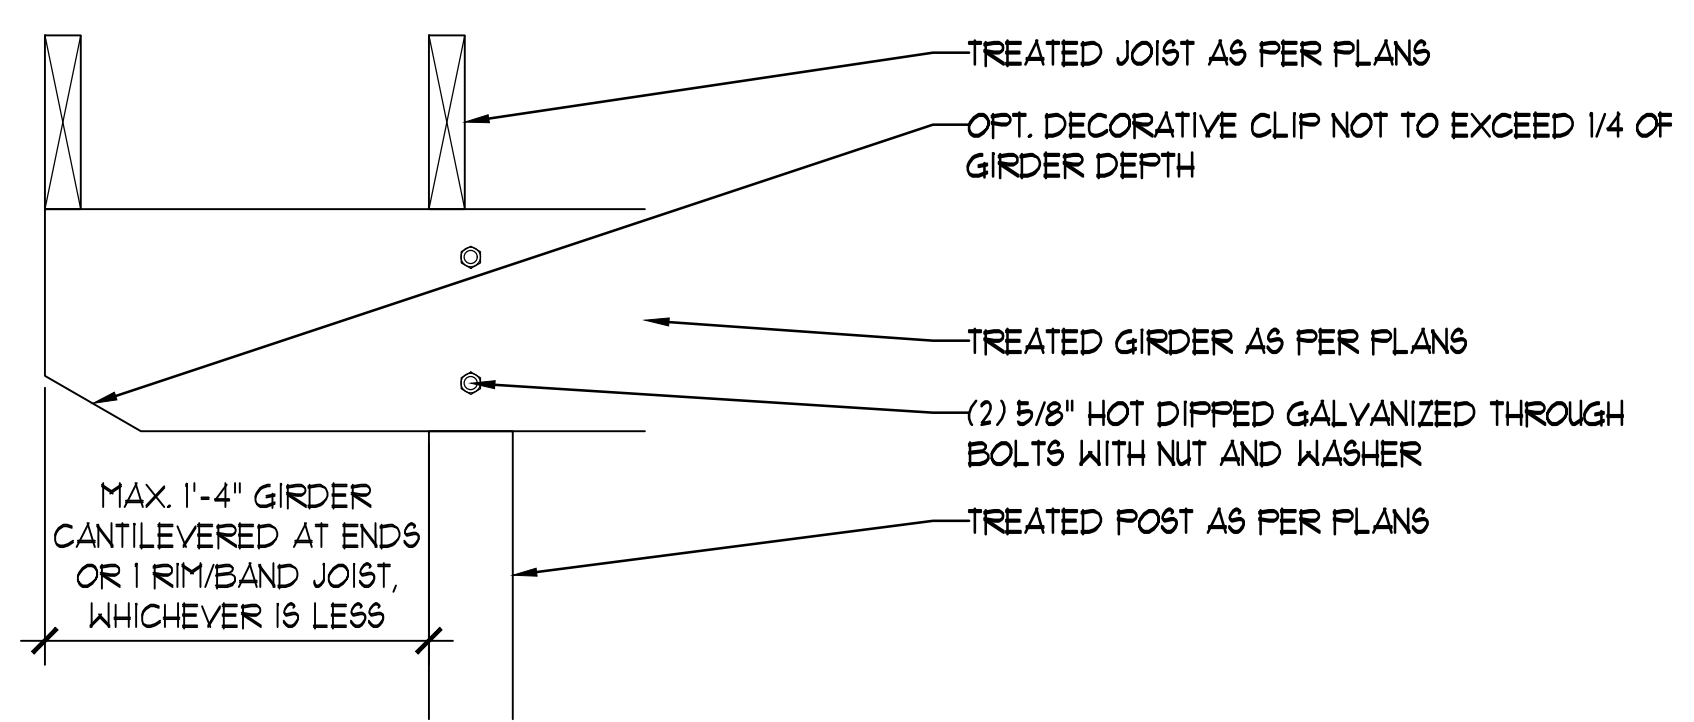 TREATED JOIST AS PER PLANS
OPT. DECORATIVE CLIP NOT TO EXCEED 1/4 OF
GIRDER DEPTH
TREATED GIRDER AS PER PLANS
(2) 5/8" HOT DIPPED GALVANIZED THROUGH
BOLTS WITH NUT AND WASHER
TREATED POST AS PER PLANS
MAX. 1'-4" GIRDER
CANTILEVERED AT ENDS
OR 1 RIM/BAND JOIST,
WHICHEVER IS LESS